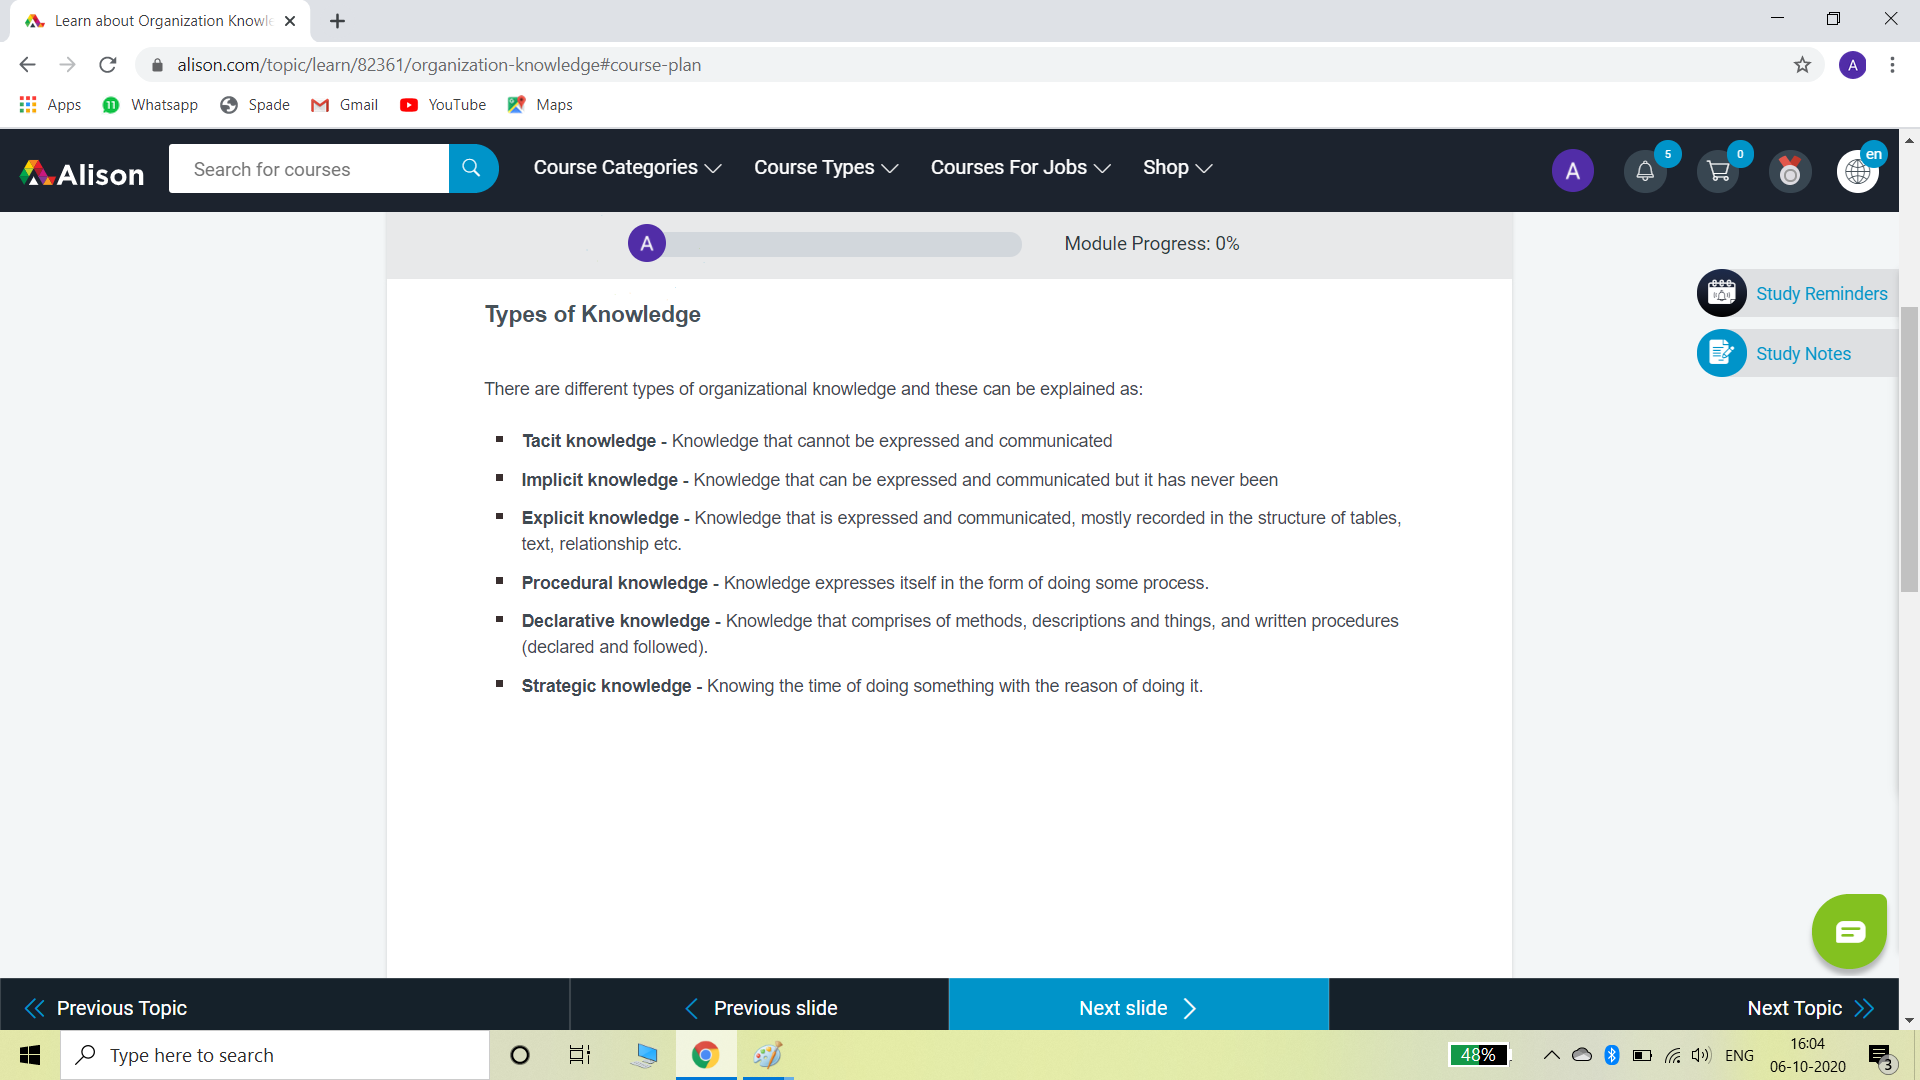 Learn about Organization Knowle
alison.com/topic/learn/82361/organization-knowledge#course-plan
A
Apps
11
Whatsapp
Spade
Gmail
YouTube
Maps
Alison
Search for courses
Course Categories
Course Types
Courses For Jobs
Shop
A
5
0
en
A
Module Progress: 0%
Study Reminders
Study Notes
Types of Knowledge
There are different types of organizational knowledge and these can be explained as:
Tacit knowledge - Knowledge that cannot be expressed and communicated
Implicit knowledge - Knowledge that can be expressed and communicated but it has never been
Explicit knowledge - Knowledge that is expressed and communicated, mostly recorded in the structure of tables,
text, relationship etc.
Procedural knowledge - Knowledge expresses itself in the form of doing some process.
Declarative knowledge - Knowledge that comprises of methods, descriptions and things, and written procedures
(declared and followed).
Strategic knowledge - Knowing the time of doing something with the reason of doing it.
Previous Topic
Previous slide
Next slide
Next Topic
Type here to search
48%
ENG
16:04
06-10-2020
3